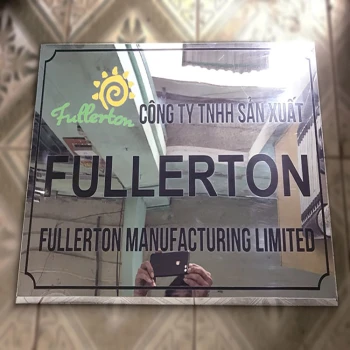 Fullerton CÔNG TY TNHH SẢN XUẤT
FULLERTON
FULLERTON MANUFACTURING LIMITED